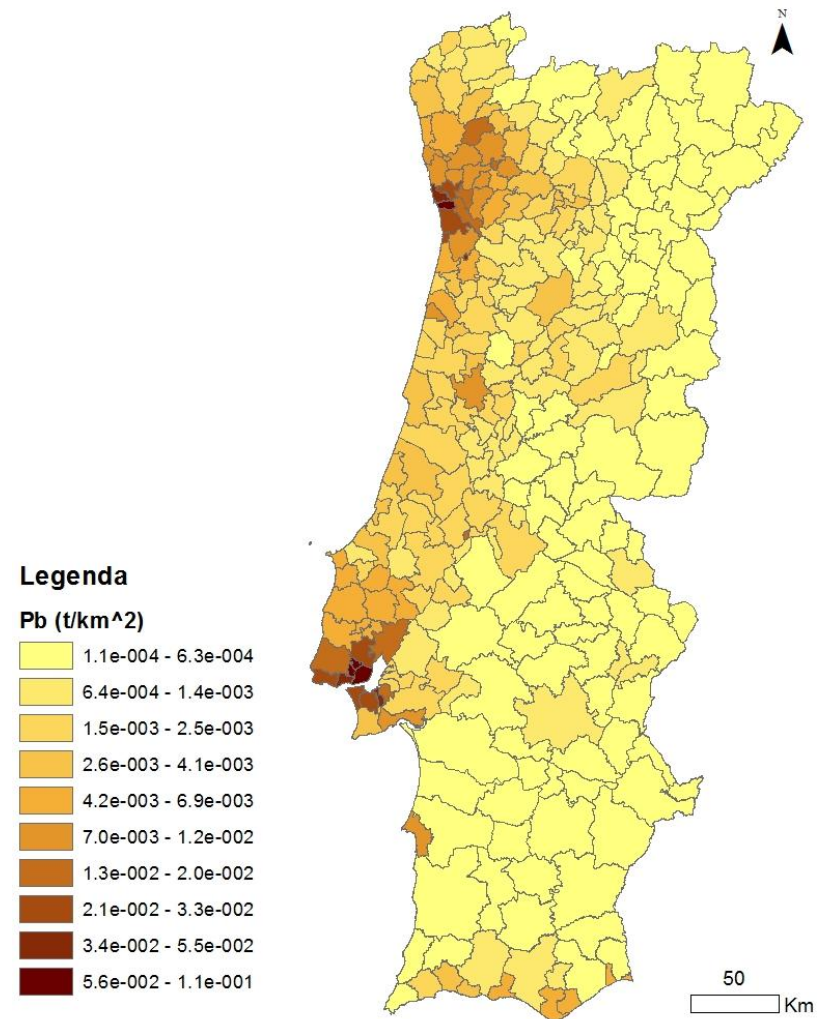 N
Legenda
Pb (t/km^2)
1.1e-004 - 6.3e-004
6.4e-004 - 1.4e-003
1.5e-003 - 2.5e-003
2.6e-003 - 4.1e-003
4.2e-003 - 6.9e-003
7.0e-003 - 1.2e-002
1.3e-002 - 2.0e-002
2.1e-002 - 3.3e-002
3.4e-002 - 5.5e-002
5.6e-002 - 1.1e-001
50
Km